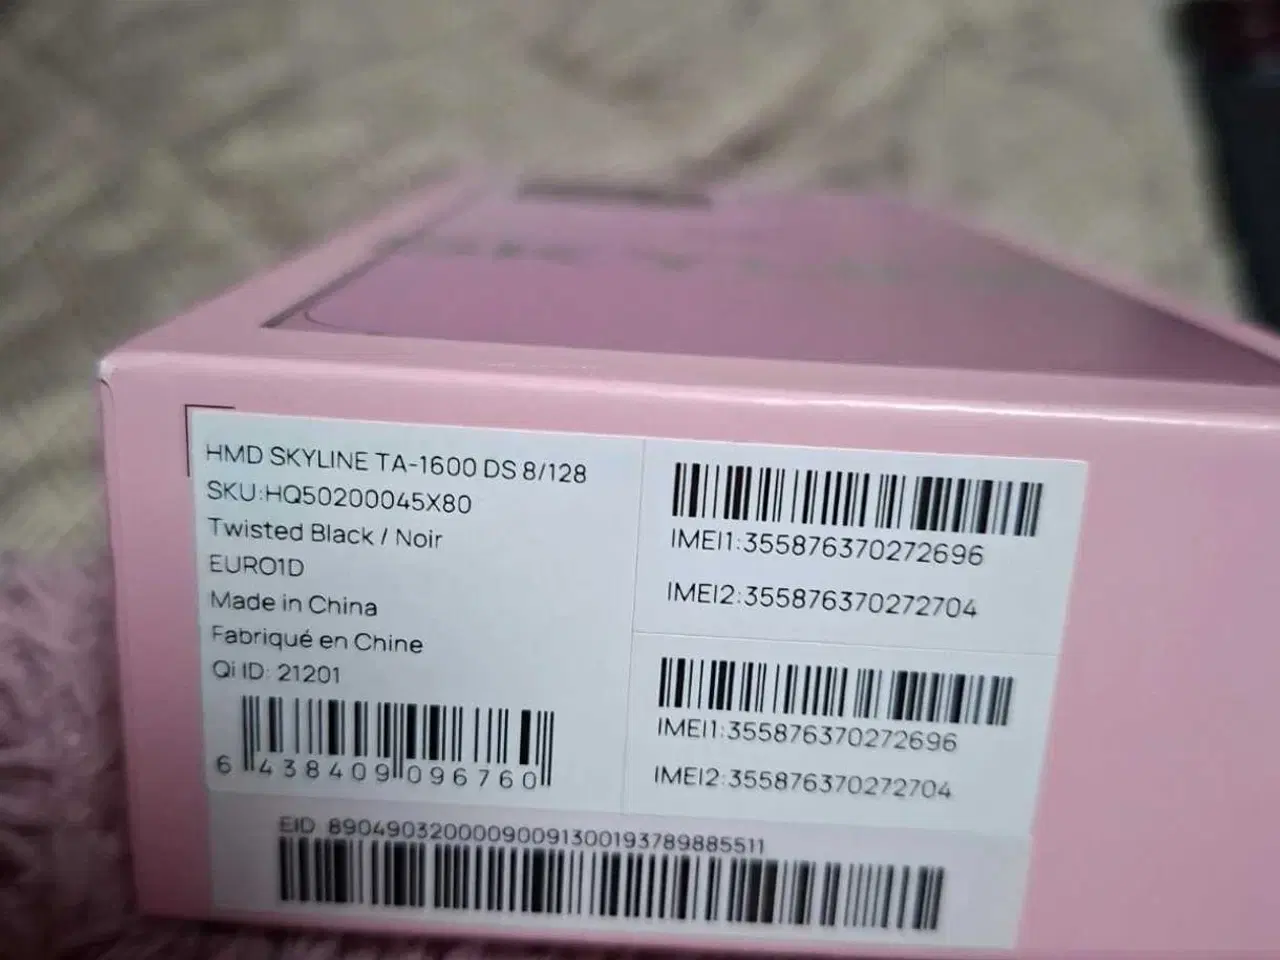 HMD SKYLINE TA-1600 DS 8/128
SKU:HQ50200045X80
Twisted Black / Noir
EURO1D
Made in China
Fabriqué en Chine
Qi ID: 21201
6 438409 096760
IMEI1:355876370272696
IMEI2:355876370272704
IMEI1:355876370272696
IMEI2:355876370272704
EID 89049032000090091300193789885511